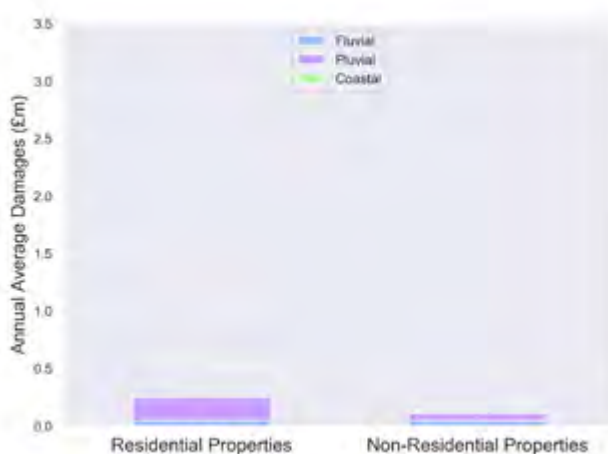 3.5
3.0
2.5
2.0
1.5
1.0
0.5
0.0
Annual Average Damages (£m)
Fluvial
Pluvial
Coastal
Residential Properties
Non-Residential Properties